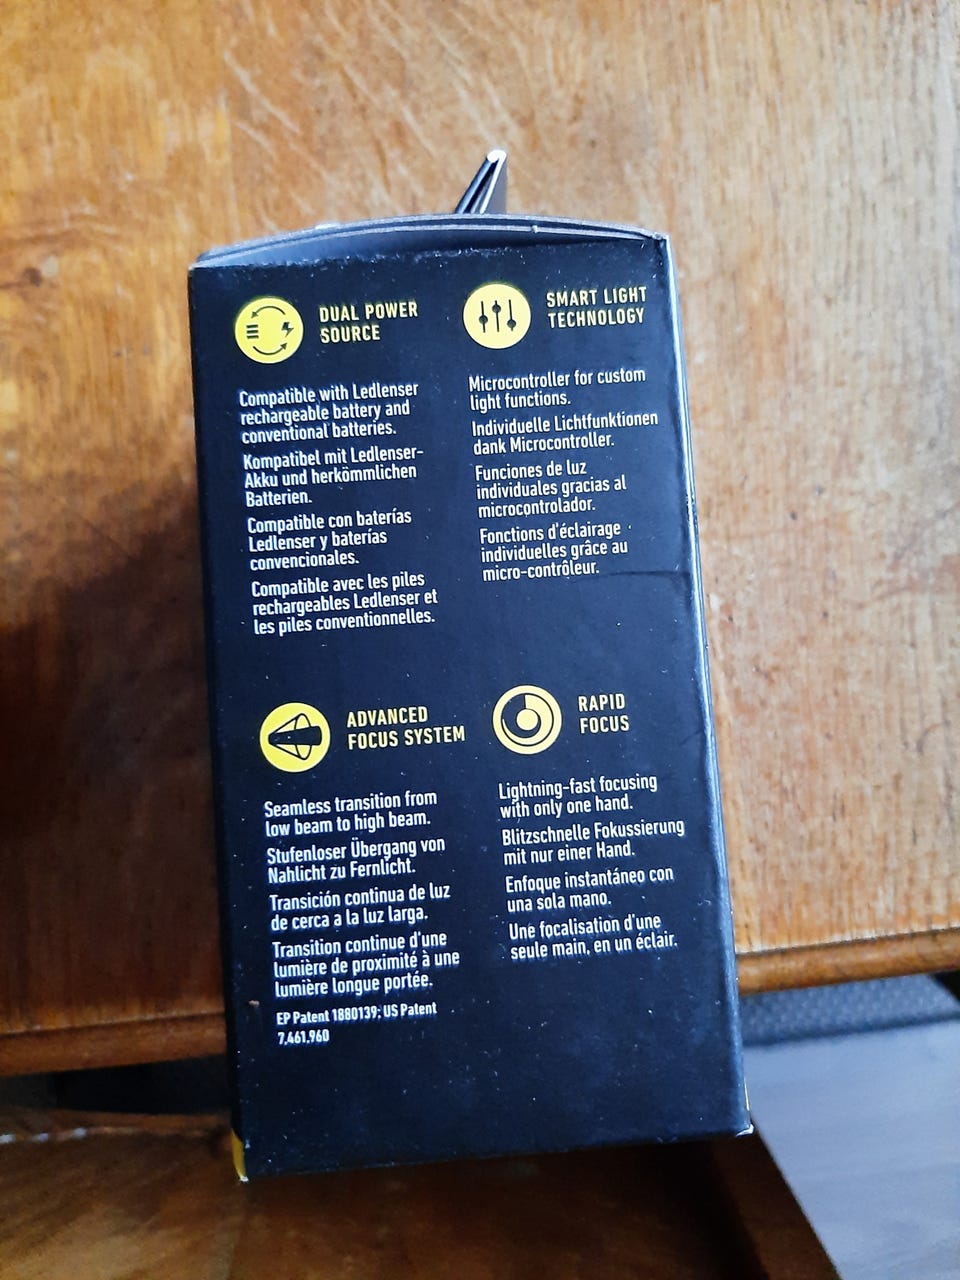 DUAL POWER
SOURCE
Compatible with Ledlenser
rechargeable battery and
conventional batteries.
Kompatibel mit Ledlenser-
Akku und herkömmlichen
Batterien.
Compatible con baterías
Ledlenser y baterías
convencionales.
Compatible avec les piles
rechargeables Ledlenser et
les piles conventionnelles.
SMART LIGHT
TECHNOLOGY
Microcontroller for custom
light functions.
Individuelle Lichtfunktionen
dank Microcontroller.
Funciones de luz
individuales gracias al
microcontrolador.
Fonctions d'éclairage
individuelles grâce au
micro-contrôleur.
ADVANCED
FOCUS SYSTEM
Seamless transition from
low beam to high beam.
Stufenloser Übergang von
Nahlicht zu Fernlicht.
Transición continua de luz
de cerca a la luz larga.
Transition continue d'une
lumière de proximité à une
lumière longue portée.
EP Patent 1880139; US Patent
7,461,960
RAPID
FOCUS
Lightning-fast focusing
with only one hand.
Blitzschnelle Fokussierung
mit nur einer Hand.
Enfoque instantáneo con
una sola mano.
Une focalisation d'une
seule main, en un éclair.